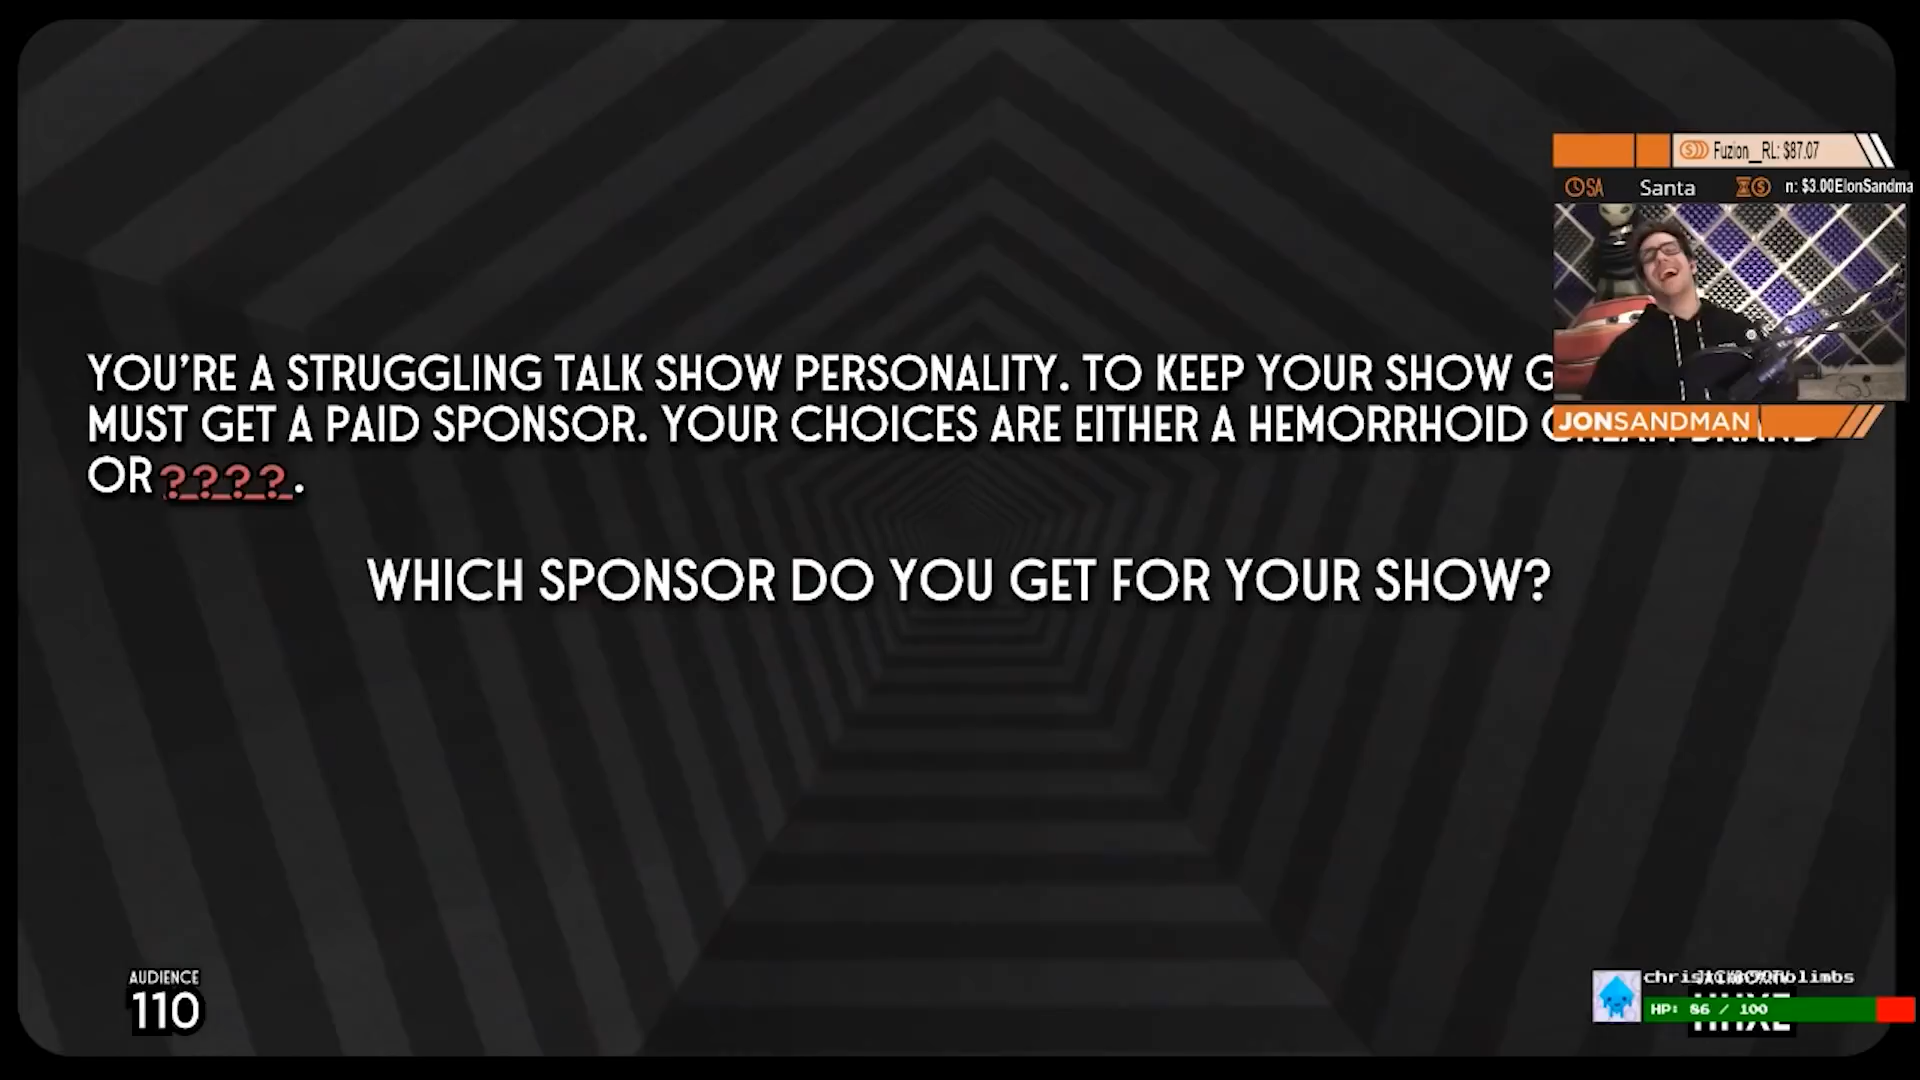 Fuzion__RL: $87.07
SA Santa n: $3.00ElonSandma
YOU'RE A STRUGGLING TALK SHOW PERSONALITY. TO KEEP YOUR SHOW G
MUST GET A PAID SPONSOR. YOUR CHOICES ARE EITHER A HEMORRHOID
JONSANDMAN
OR ????.
WHICH SPONSOR DO YOU GET FOR YOUR SHOW?
AUDIENCE
110
HP: 86 / 100